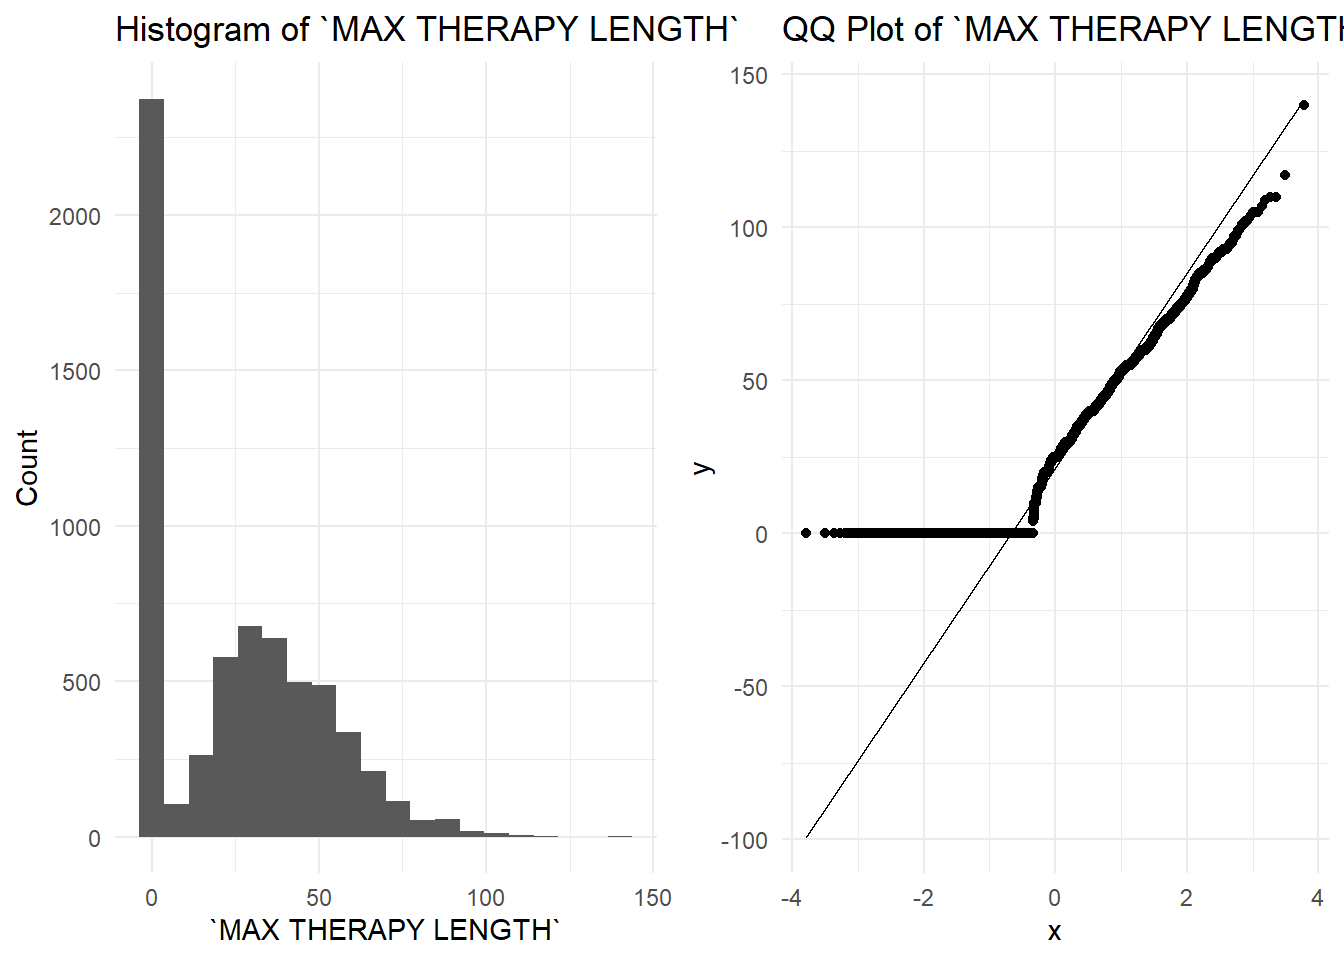 Histogram of `MAX THERAPY LENGTH`
Count
2000
1500
1000
500
0
0 50 100 150
`MAX THERAPY LENGTH`
QQ Plot of `MAX THERAPY LENGTH
y
150
100
50
0
-50
-100
-4 -2 0 2 4
x